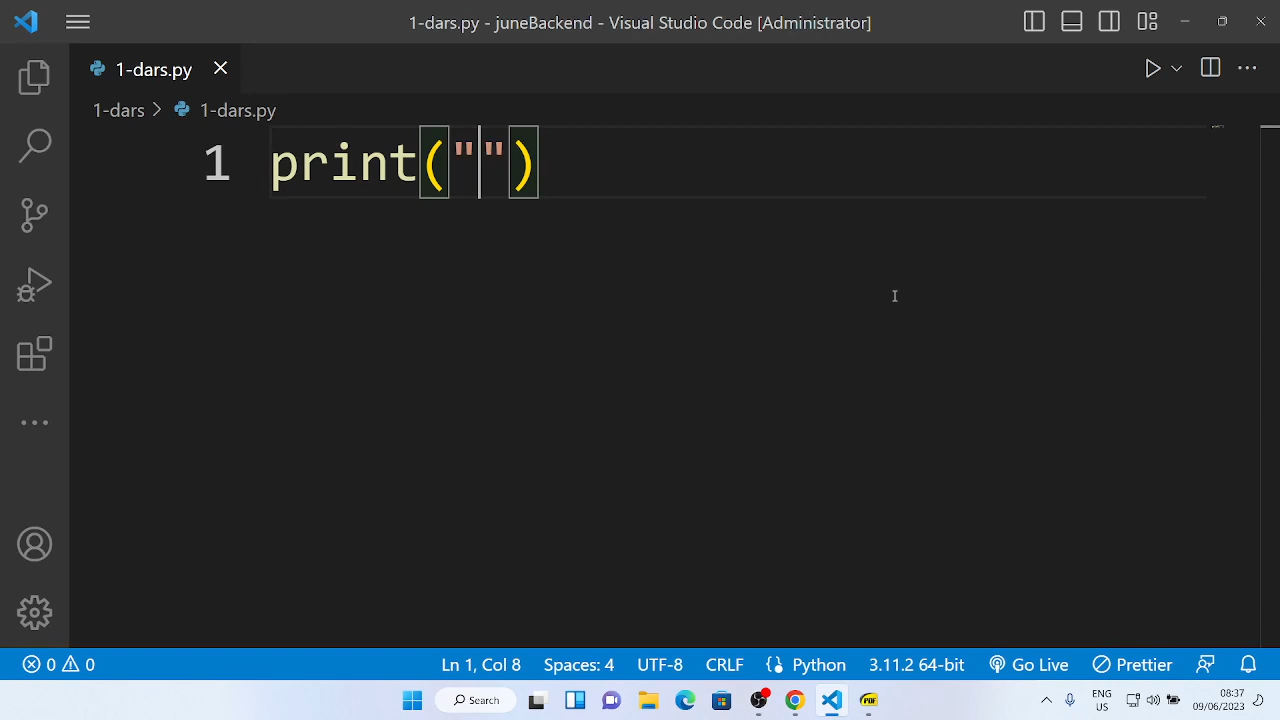 1-dars.py - juneBackend - Visual Studio Code [Administrator]
1-dars.py
1-dars > 1-dars.py
1 print("")
0 0 Ln 1, Col 8 Spaces: 4 UTF-8 CRLF Python 3.11.2 64-bit Go Live Prettier
Search PDF ENG 08:37
US 09/06/2023